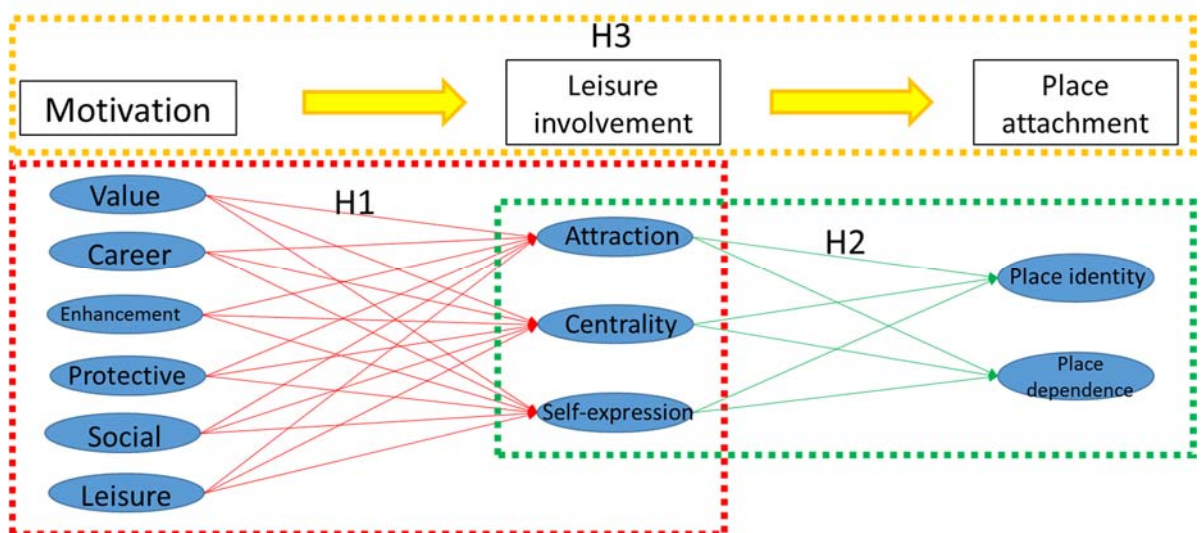 H3
Motivation
Leisure
involvement
Place
attachment
H1
Value
Career
Enhancement
Protective
Social
Leisure
Attraction
Centrality
Self-expression
H2
Place identity
Place
dependence